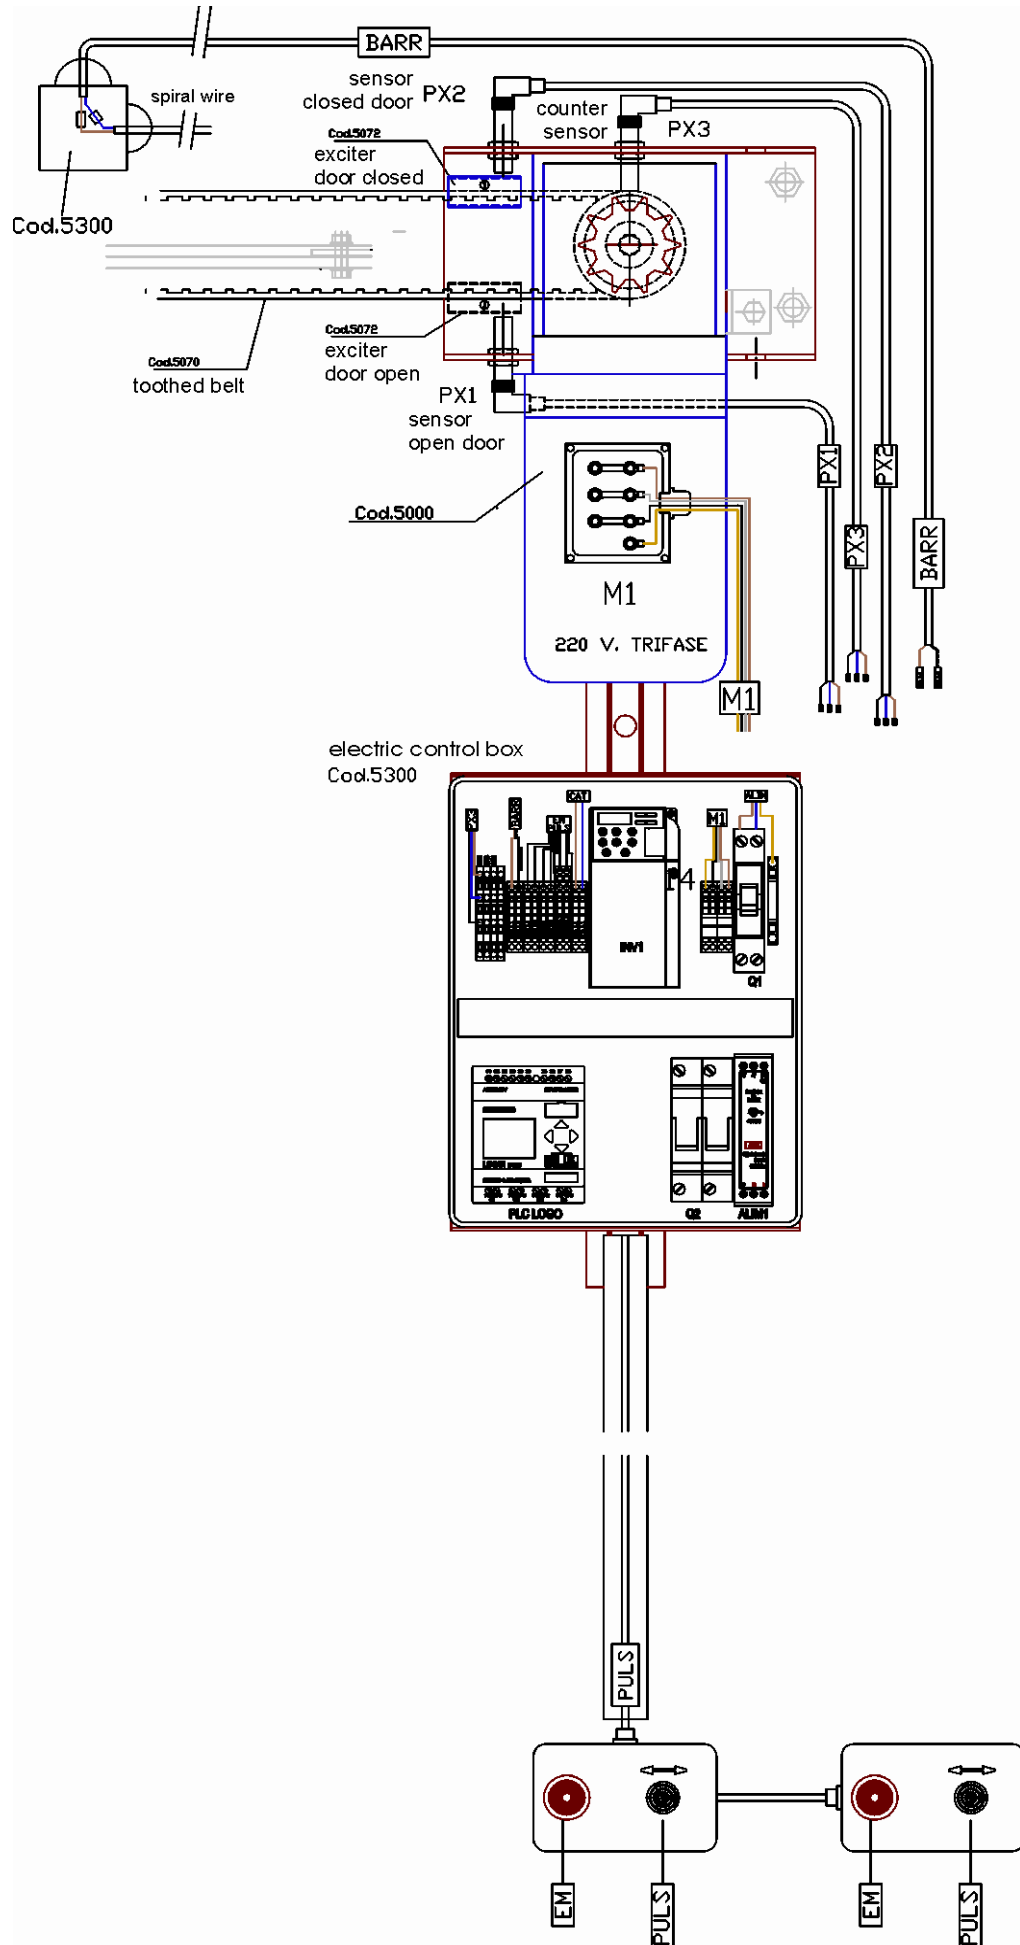 BARR
sensor
closed door
PX2
spiral wire
counter
sensor
PX3
Cod.5072
exciter
door closed
Cod.5300
Cod.5072
exciter
door open
Cod.5070
toothed belt
PX1
sensor
open door
PX1
PX2
PX3
BARR
Cod.5000
M1
220 V. TRIFASE
M1
electric control box
Cod.5300
PX3
BARR
CAT
M1
ALIM
14
INV1
Q1
PLC LOGO
Q2
ALIM1
PULS
EM
PULS
EM
PULS